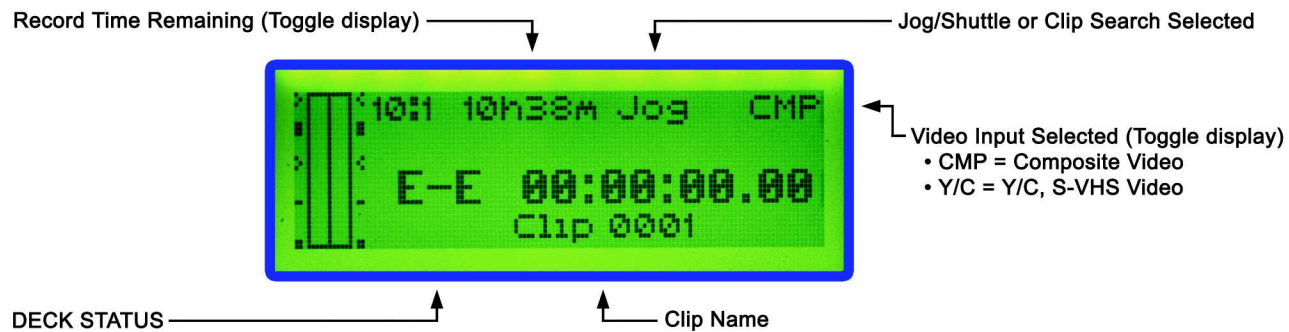 Record Time Remaining (Toggle display)
Jog/Shuttle or Clip Search Selected
10:1 10h38m Jog CMP
Video Input Selected (Toggle display)
• CMP = Composite Video
• Y/C = Y/C, S-VHS Video
E-E 00:00:00.00
Clip 0001
DECK STATUS
Clip Name